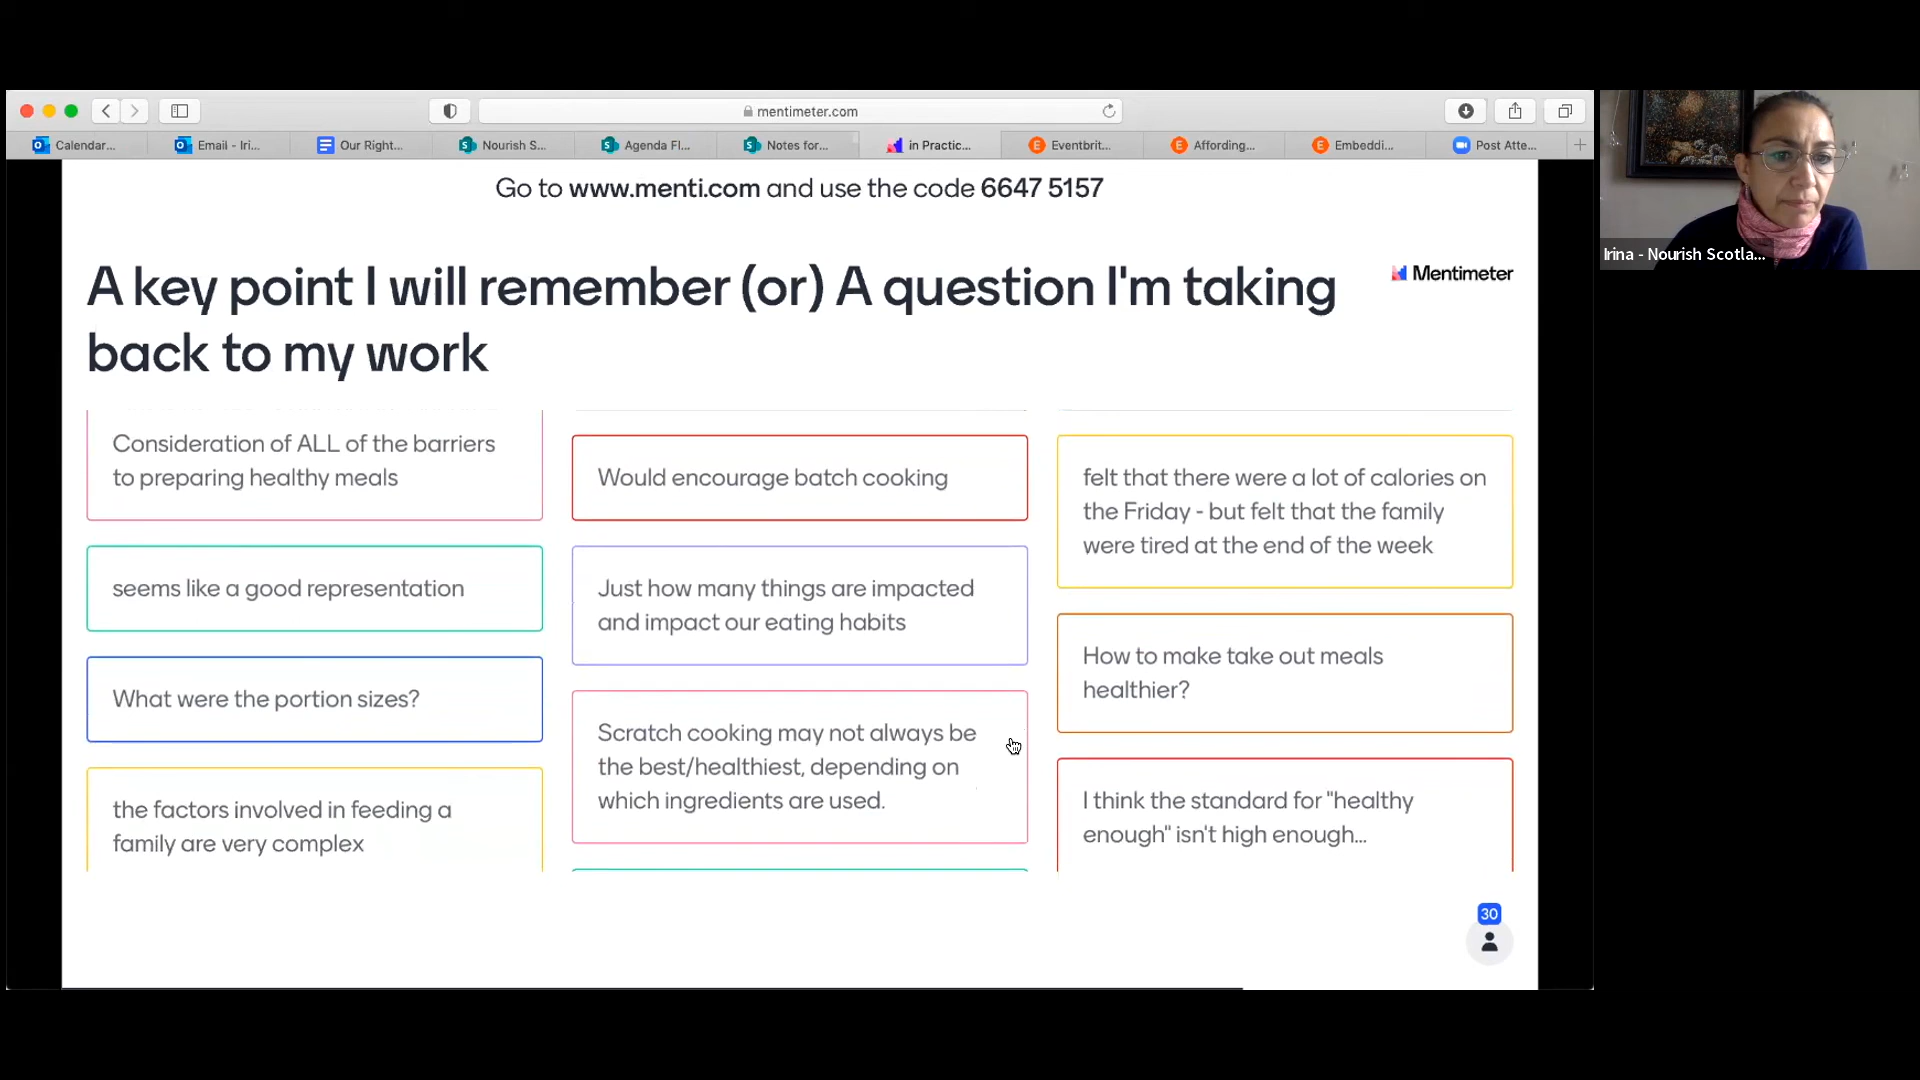 mentimeter.com
Calendar...
Email - Iri...
Our Right...
Nourish S...
Agenda Fl...
Notes for...
in Practic...
Eventbrit...
Affording...
Embeddi...
Post Atte...
Go to www.menti.com and use the code 6647 5157
A key point I will remember (or) A question I'm taking
back to my work
Mentimeter
Consideration of ALL of the barriers
to preparing healthy meals
seems like a good representation
What were the portion sizes?
the factors involved in feeding a
family are very complex
Would encourage batch cooking
Just how many things are impacted
and impact our eating habits
Scratch cooking may not always be
the best/healthiest, depending on
which ingredients are used.
felt that there were a lot of calories on
the Friday - but felt that the family
were tired at the end of the week
How to make take out meals
healthier?
I think the standard for "healthy
enough" isn't high enough...
30
Irina - Nourish Scotla...